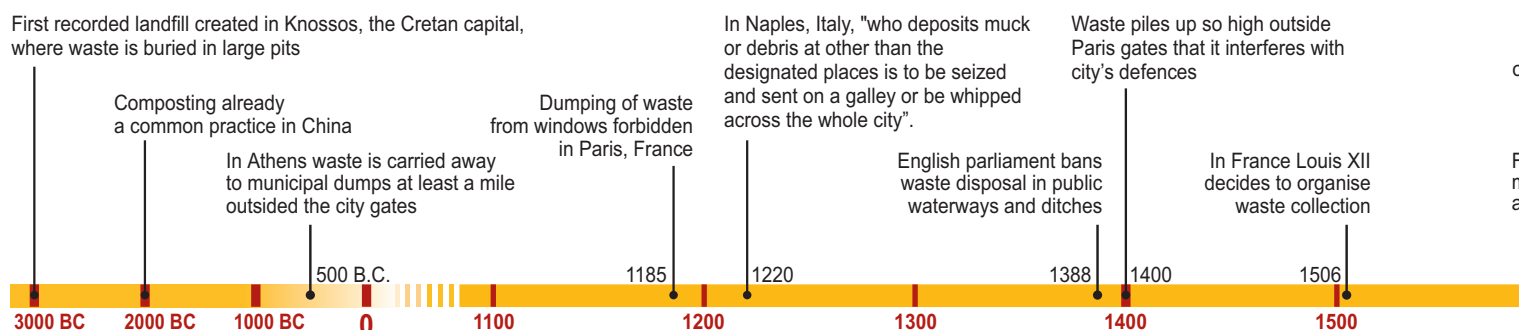 First recorded landfill created in Knossos, the Cretan capital,
where waste is buried in large pits
Composting already
a common practice in China
In Athens waste is carried away
to municipal dumps at least a mile
outsided the city gates
Dumping of waste
from windows forbidden
in Paris, France
In Naples, Italy, "who deposits muck
or debris at other than the
designated places is to be seized
and sent on a galley or be whipped
across the whole city”.
English parliament bans
waste disposal in public
waterways and ditches
Waste piles up so high outside
Paris gates that it interferes with
city's defences
In France Louis XII
decides to organise
waste collection
500 B.C.
1185
1220
1388
1400
1506
3000 BC
2000 BC
1000 BC
0
1100
1200
1300
1400
1500